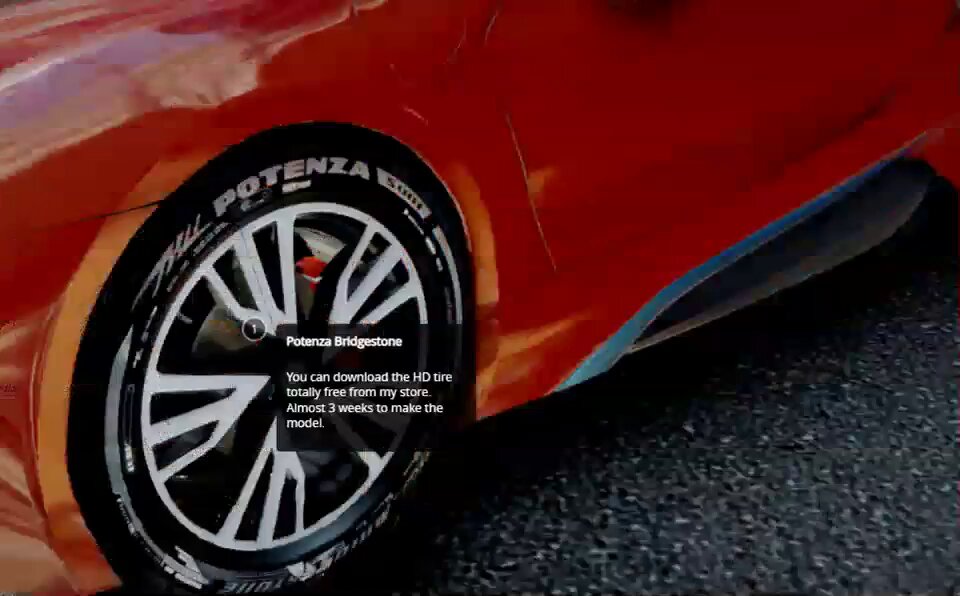 POTENZA
1
Potenza Bridgestone
You can download the HD tire
totally free from my store.
Almost 3 weeks to make the
model.